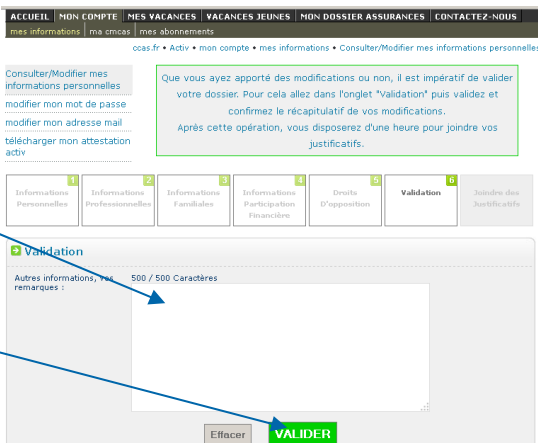 ACCUEIL MON COMPTE MES VACANCES VACANCES JEUNES MON DOSSIER ASSURANCES CONTACTEZ-NOUS
mes informations ma cmcas mes abonnements
ccas.fr • Activ • mon compte • mes informations • Consulter/Modifier mes informations personnelles
Consulter/Modifier mes
informations personnelles
modifier mon mot de passe
modifier mon adresse mail
télécharger mon attestation
activ
Que vous ayez apporté des modifications ou non, il est impératif de valider
votre dossier. Pour cela allez dans l'onglet "Validation" puis validez et
confirmez le récapitulatif de vos modifications.
Après cette opération, vous disposerez d'une heure pour joindre vos
justificatifs.
1
Informations
Personnelles
2
Informations
Professionnelles
3
Informations
Familiales
4
Informations
Participation
Financière
5
Droits
D'opposition
6
Validation
Joindre des
Justificatifs
Validation
Autres informations, vos
remarques :
500 / 500 Caractères
Effacer VALIDER